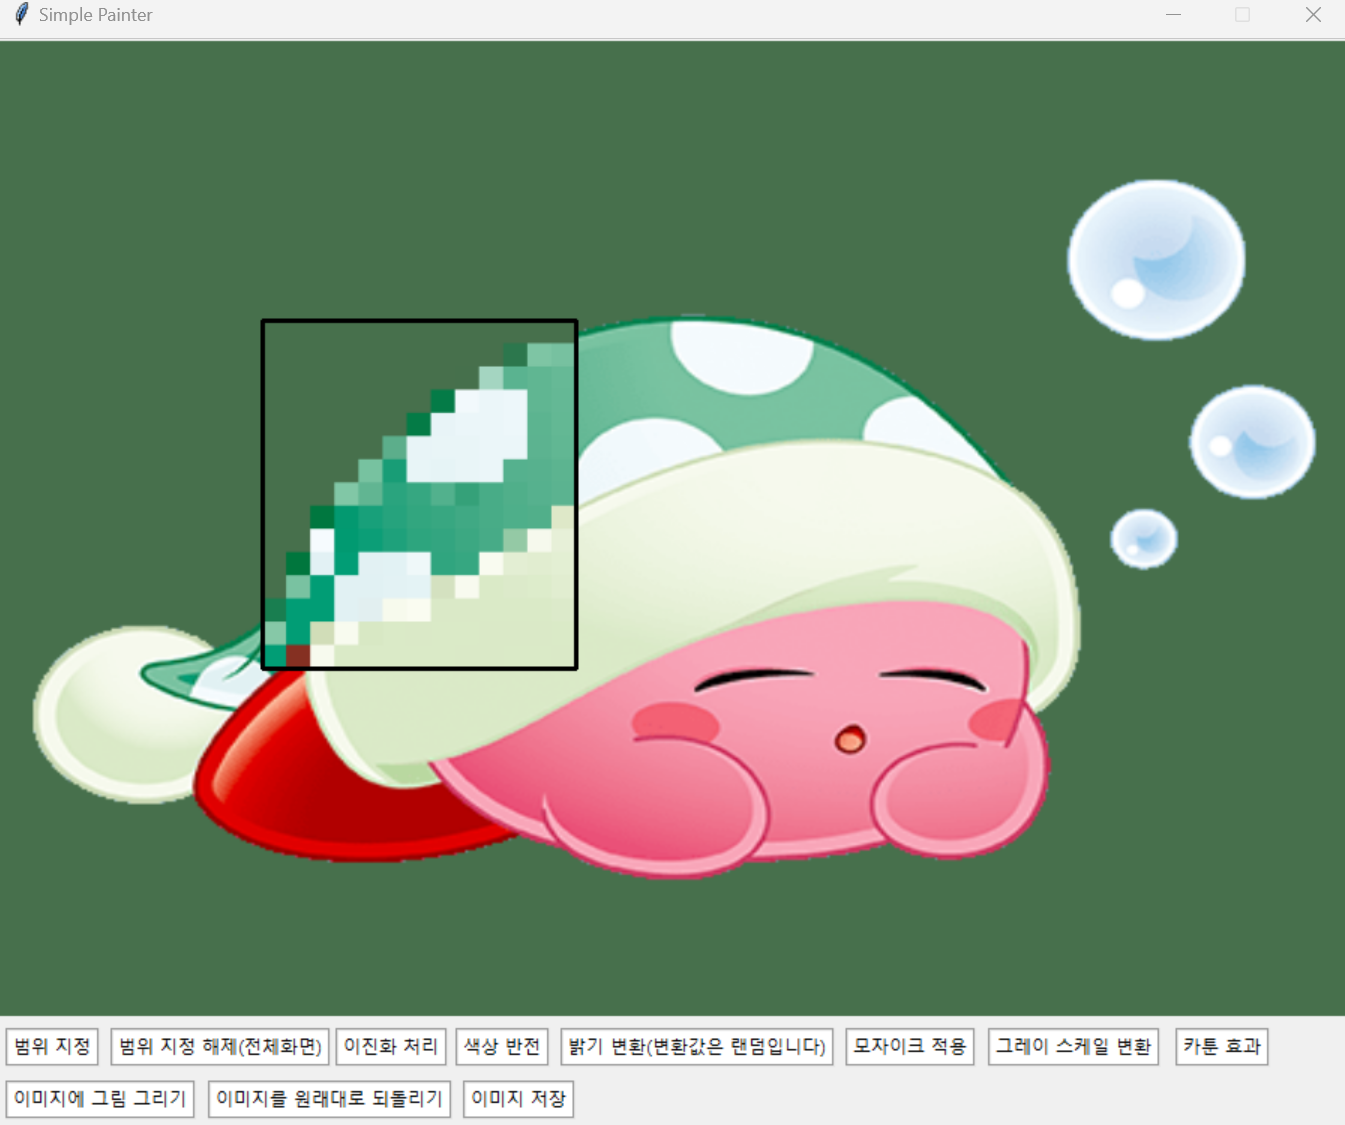 Simple Painter
범위 지정 범위 지정 해제(전체화면) 이진화 처리 색상 반전 밝기 변환(변환값은 랜덤입니다) 모자이크 적용 그레이 스케일 변환 카툰 효과
이미지에 그림 그리기 이미지를 원래대로 되돌리기 이미지 저장